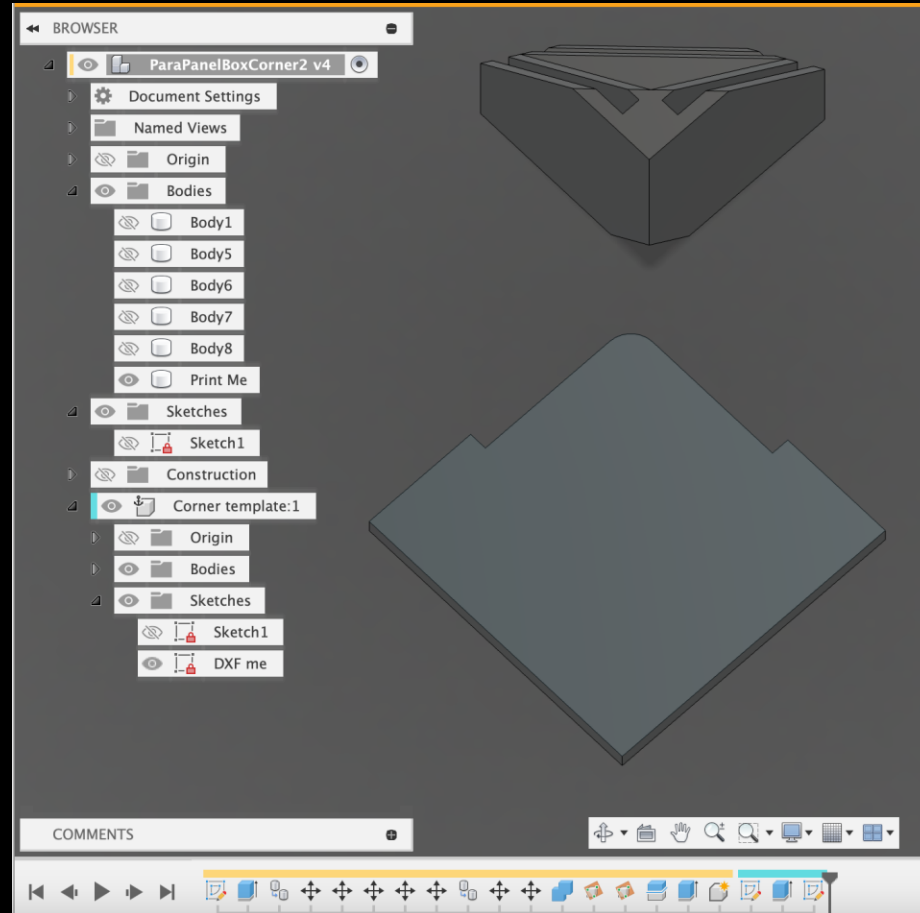 BROWSER
ParaPanelBoxCorner2 v4
Document Settings
Named Views
Origin
Bodies
Body1
Body5
Body6
Body7
Body8
Print Me
Sketches
Sketch1
Construction
Corner template:1
Origin
Bodies
Sketches
Sketch1
DXF me
COMMENTS